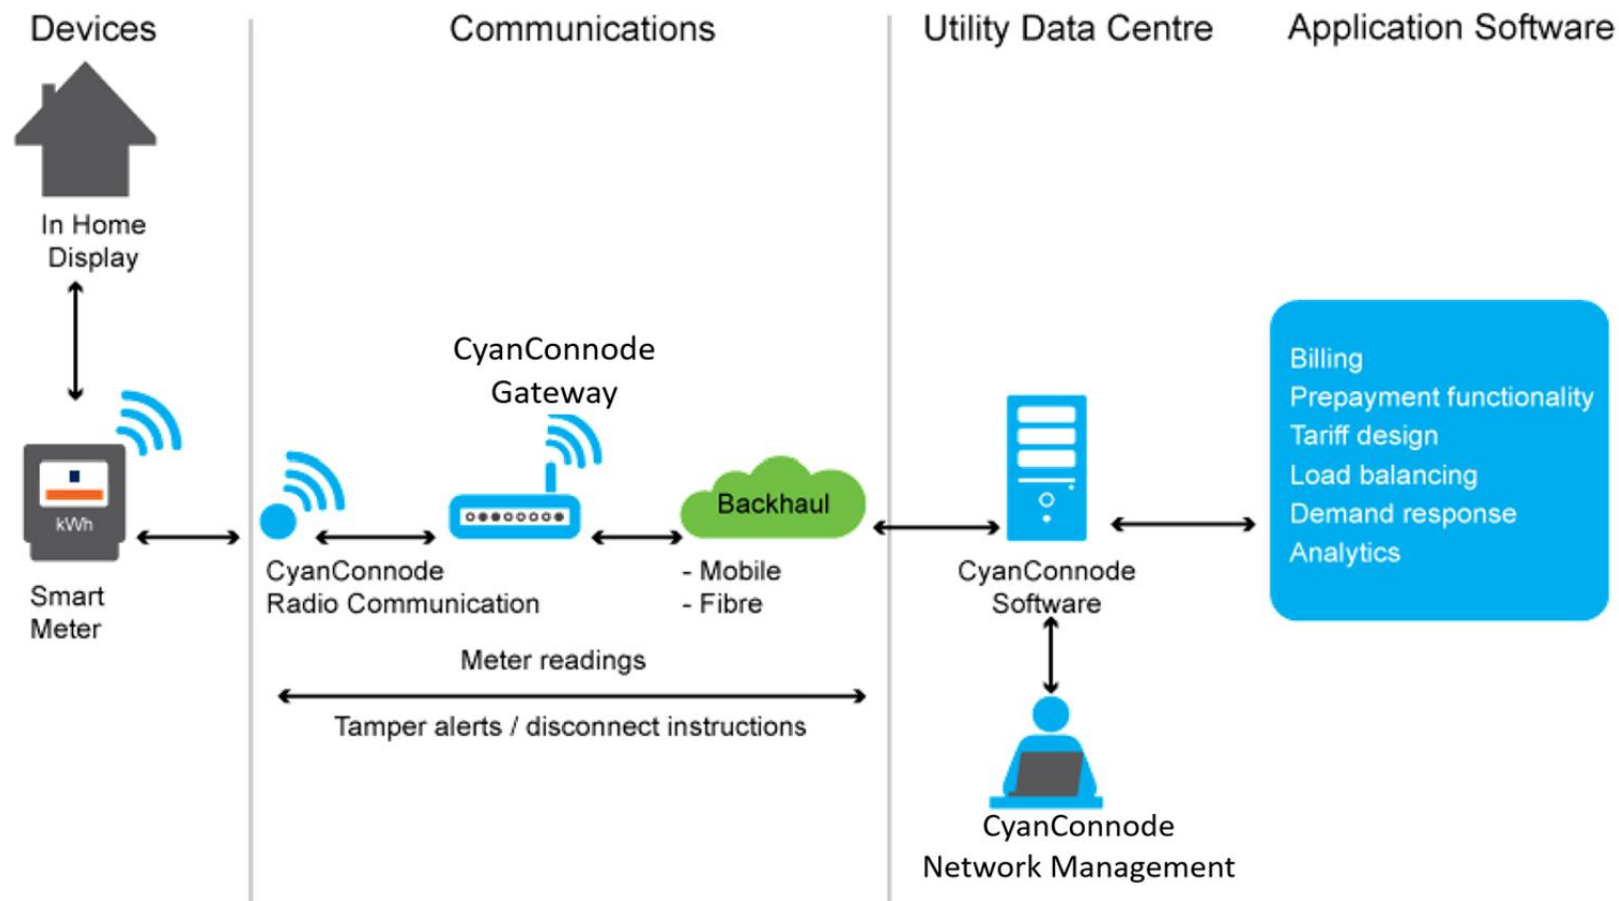 Devices
Communications
Utility Data Centre
Application Software
In Home
Display
kWh
Smart
Meter
CyanConnode
Gateway
CyanConnode
Radio Communication
Backhaul
- Mobile
- Fibre
Meter readings
Tamper alerts / disconnect instructions
CyanConnode
Software
CyanConnode
Network Management
Billing
Prepayment functionality
Tariff design
Load balancing
Demand response
Analytics